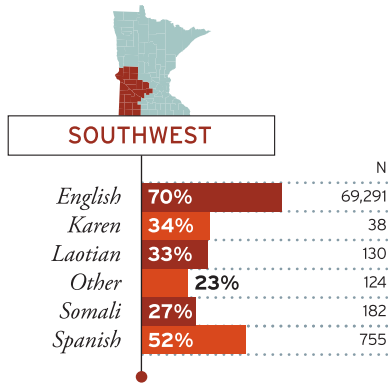 SOUTHWEST
N
English 70% 69,291
Karen 34% 38
Laotian 33% 130
Other 23% 124
Somali 27% 182
Spanish 52% 755